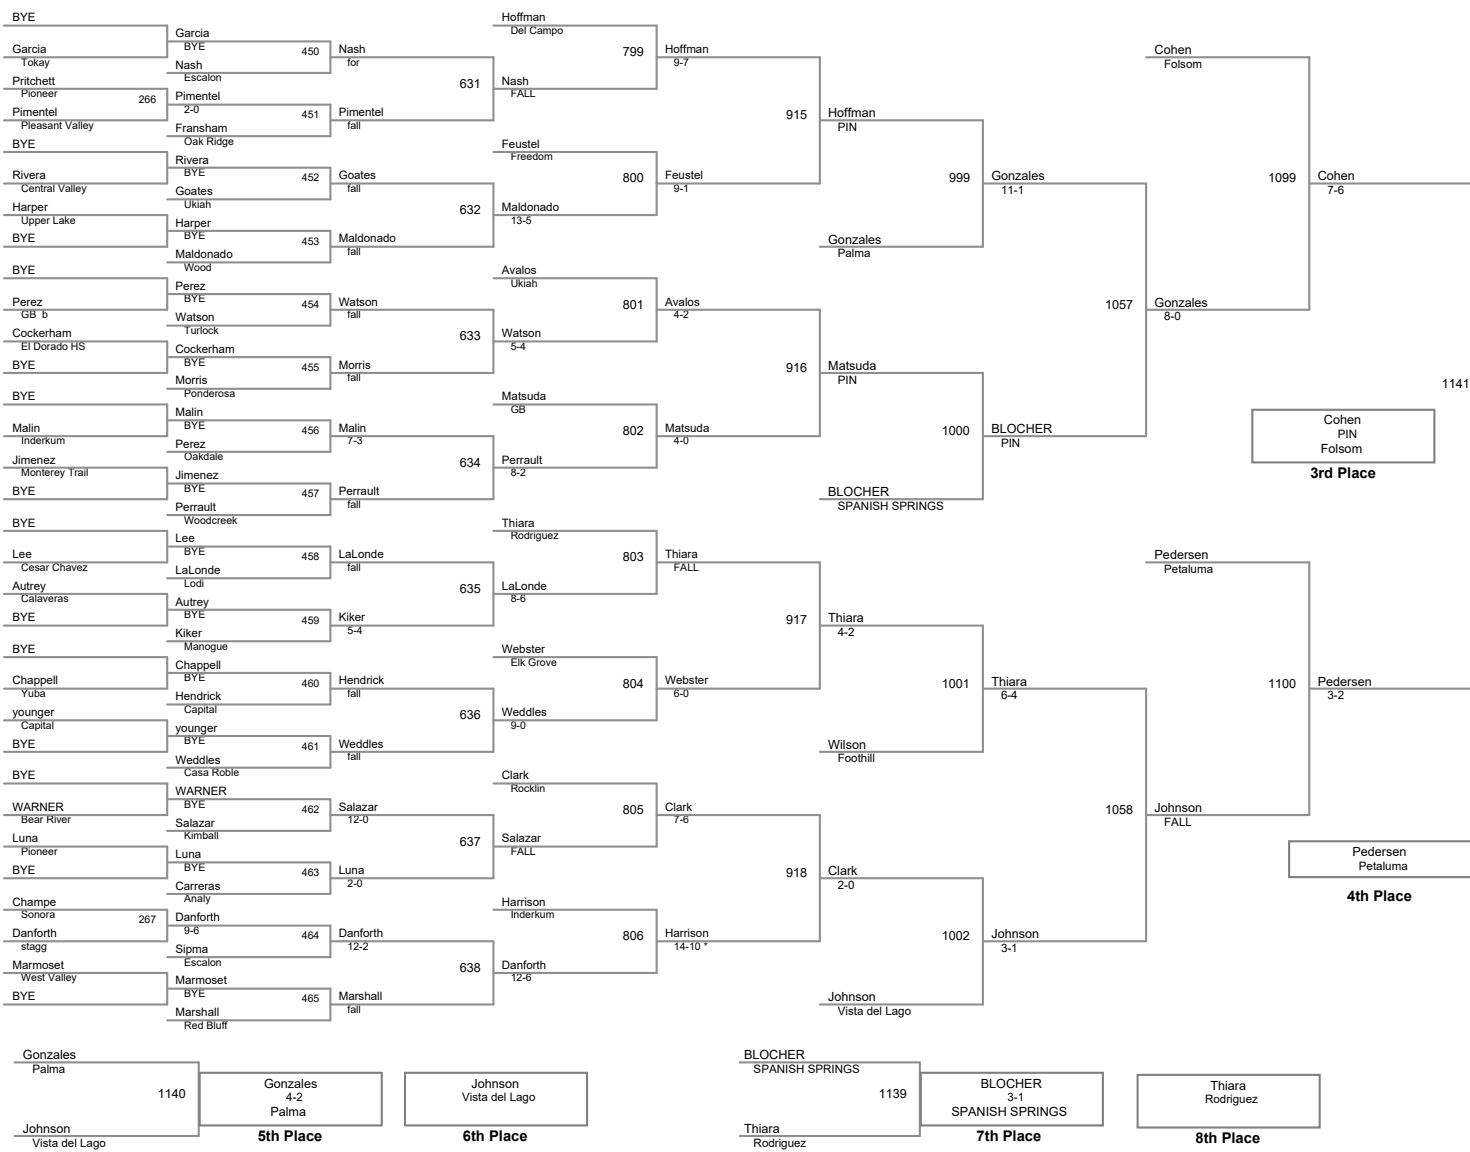 BYE
Garcia
Tokay
Pritchett
Pioneer
266
Pimentel
Pleasant Valley
BYE
Rivera
Central Valley
Harper
Upper Lake
BYE
BYE
Perez
GB b
Cockerham
El Dorado HS
BYE
BYE
Malin
Inderkum
Jimenez
Monterey Trail
BYE
BYE
Lee
Cesar Chavez
Autrey
Calaveras
BYE
BYE
Chappell
Yuba
younger
Capital
BYE
BYE
WARNER
Bear River
Luna
Pioneer
BYE
Champe
Sonora
267
Danforth
stagg
Marmoset
West Valley
BYE
Garcia
BYE
450
Nash
Escalon
Pimentel
2-0
451
Fransham
Oak Ridge
Rivera
BYE
452
Goates
Ukiah
Harper
BYE
453
Maldonado
Wood
Perez
BYE
454
Watson
Turlock
Cockerham
BYE
455
Morris
Ponderosa
Malin
BYE
456
Perez
Oakdale
Jimenez
BYE
457
Perrault
Woodcreek
Lee
BYE
458
LaLonde
Lodi
Autrey
BYE
459
Kiker
Manogue
Chappell
BYE
460
Hendrick
Capital
younger
BYE
461
Weddles
Casa Roble
WARNER
BYE
462
Salazar
Kimball
Luna
BYE
463
Carreras
Analy
Danforth
9-6
464
Sipma
Escalon
Marmoset
BYE
465
Marshall
Red Bluff
Nash
for
631
Pimentel
fall
Goates
fall
632
Maldonado
fall
Watson
fall
633
Morris
fall
Malin
7-3
634
Perrault
fall
LaLonde
fall
635
Kiker
5-4
Hendrick
fall
636
Weddles
fall
Salazar
12-0
637
Luna
2-0
Danforth
12-2
638
Marshall
fall
Hoffman
Del Campo
799
Nash
FALL
Feustel
Freedom
800
Maldonado
13-5
Avalos
Ukiah
801
Watson
5-4
Matsuda
GB
802
Perrault
8-2
Thiara
Rodriguez
803
LaLonde
8-6
Webster
Elk Grove
804
Weddles
9-0
Clark
Rocklin
805
Salazar
FALL
Harrison
Inderkum
806
Danforth
12-6
Hoffman
9-7
915
Feustel
9-1
Avalos
4-2
916
Matsuda
4-0
Thiara
FALL
917
Webster
6-0
Clark
7-6
918
Harrison
14-10 *
Hoffman
PIN
999
Gonzales
Palma
Matsuda
PIN
1000
BLOCHER
SPANISH SPRINGS
Thiara
4-2
1001
Wilson
Foothill
Clark
2-0
1002
Johnson
Vista del Lago
Gonzales
11-1
1057
BLOCHER
PIN
Thiara
6-4
1058
Johnson
3-1
Cohen
Folsom
1099
Gonzales
8-0
Pedersen
Petaluma
1100
Johnson
FALL
Cohen
7-6
1141
Pedersen
3-2
Cohen
PIN
Folsom
3rd Place
Pedersen
Petaluma
4th Place
Gonzales
Palma
1140
Johnson
Vista del Lago
Gonzales
4-2
Palma
5th Place
Johnson
Vista del Lago
6th Place
BLOCHER
SPANISH SPRINGS
1139
Thiara
Rodriguez
BLOCHER
3-1
SPANISH SPRINGS
7th Place
Thiara
Rodriguez
8th Place